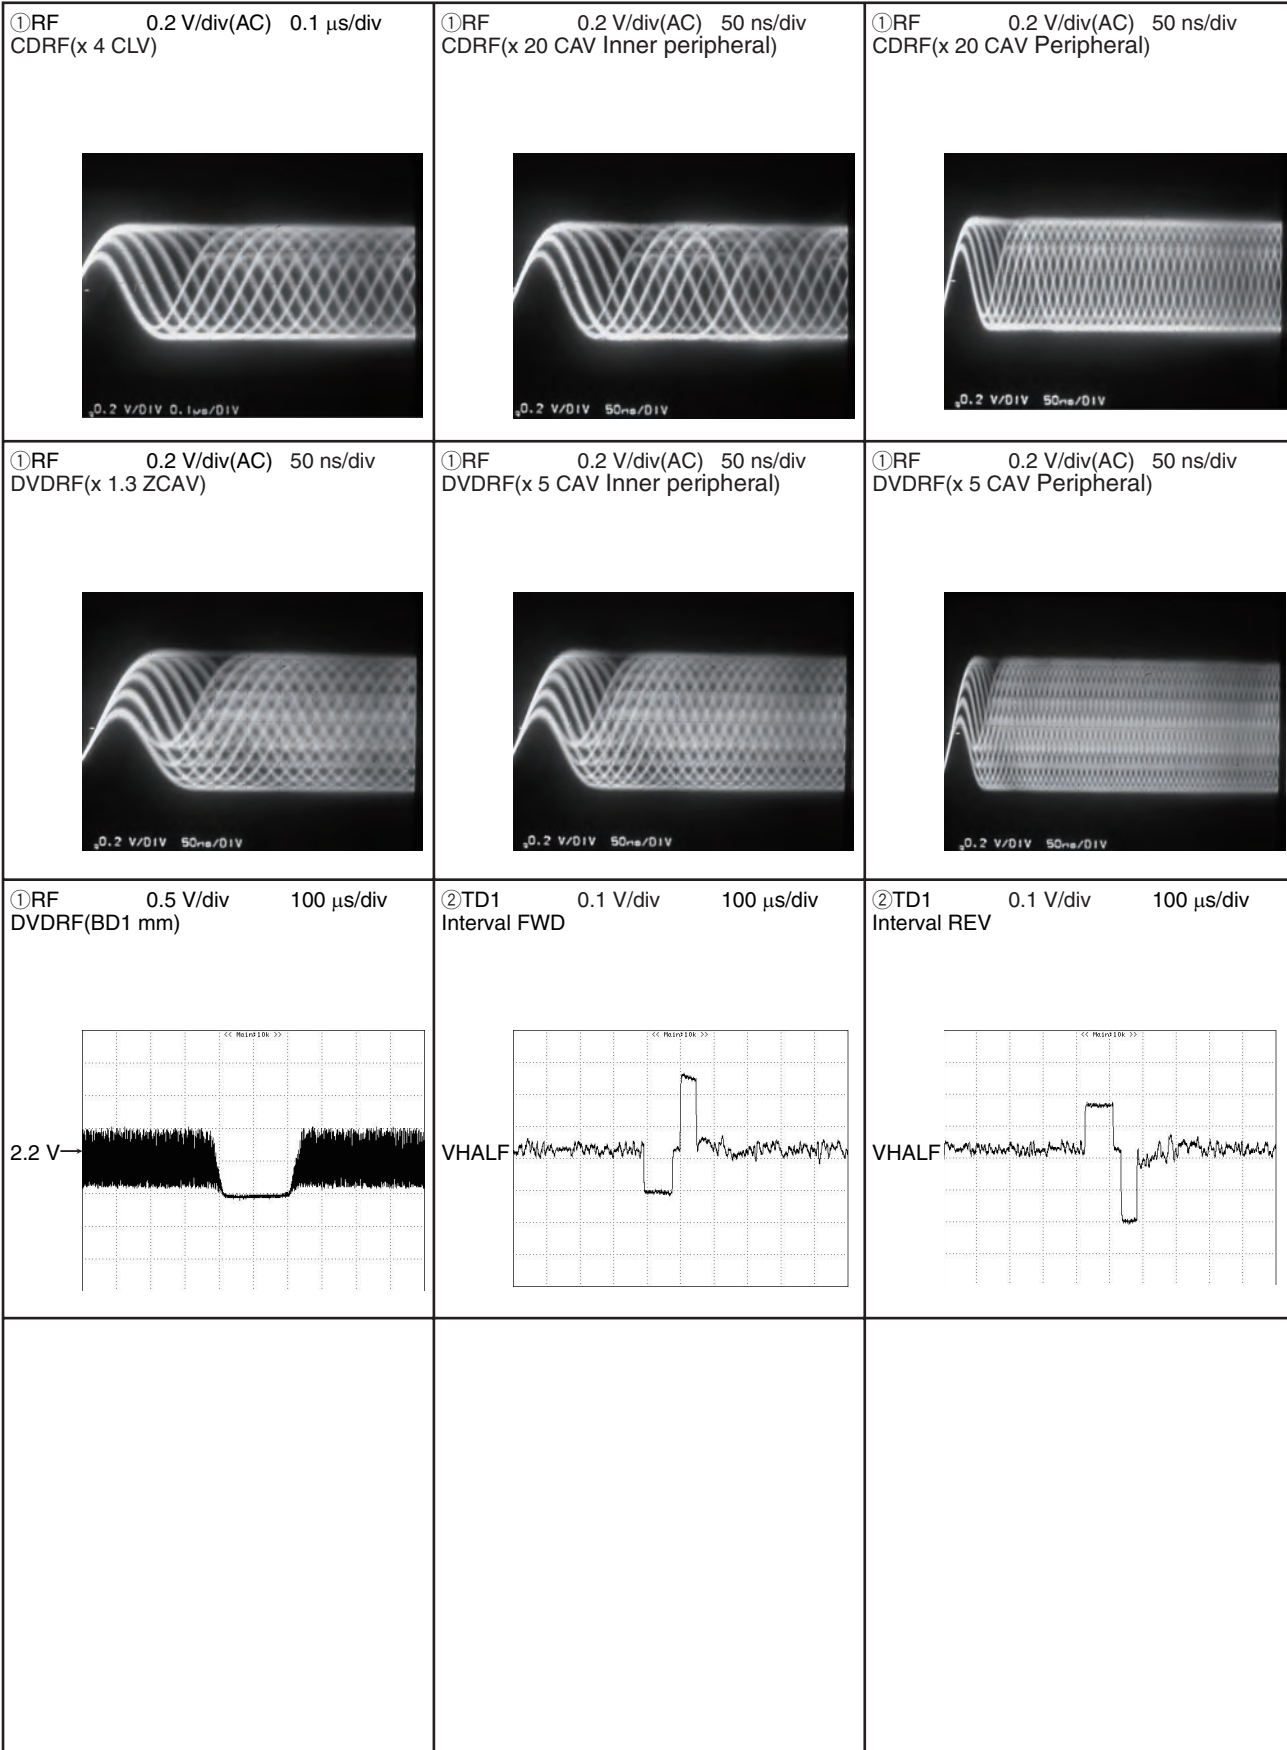 ①RF 0.2 V/div(AC) 0.1 μs/div
CDRF(x 4 CLV)
0.2 V/DIV 0.1μs/DIV
①RF 0.2 V/div(AC) 50 ns/div
CDRF(x 20 CAV Inner peripheral)
0.2 V/DIV 50ns/DIV
①RF 0.2 V/div(AC) 50 ns/div
CDRF(x 20 CAV Peripheral)
0.2 V/DIV 50ns/DIV
①RF 0.2 V/div(AC) 50 ns/div
DVDRF(x 1.3 ZCAV)
0.2 V/DIV 50ns/DIV
①RF 0.2 V/div(AC) 50 ns/div
DVDRF(x 5 CAV Inner peripheral)
0.2 V/DIV 50ns/DIV
①RF 0.2 V/div(AC) 50 ns/div
DVDRF(x 5 CAV Peripheral)
0.2 V/DIV 50ns/DIV
①RF 0.5 V/div 100 μs/div
DVDRF(BD1 mm)
<< Main:10k >>
2.2 V→
②TD1 0.1 V/div 100 μs/div
Interval FWD
<< Main:10k >>
VHALF
②TD1 0.1 V/div 100 μs/div
Interval REV
<< Main:10k >>
VHALF